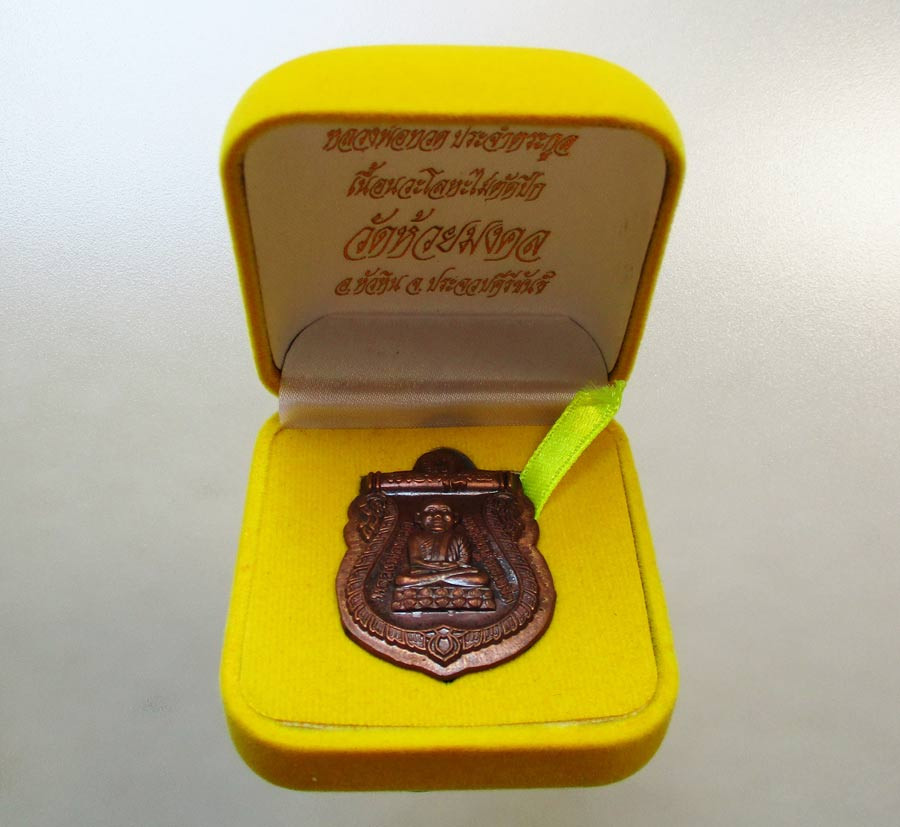 หลวงพ่อทวด ประจำตระกูล
เนื้อนวะโลหะไม่ตัดปีก
วัดห้วยมงคล
อ.หัวหิน จ.ประจวบคีรีขันธ์